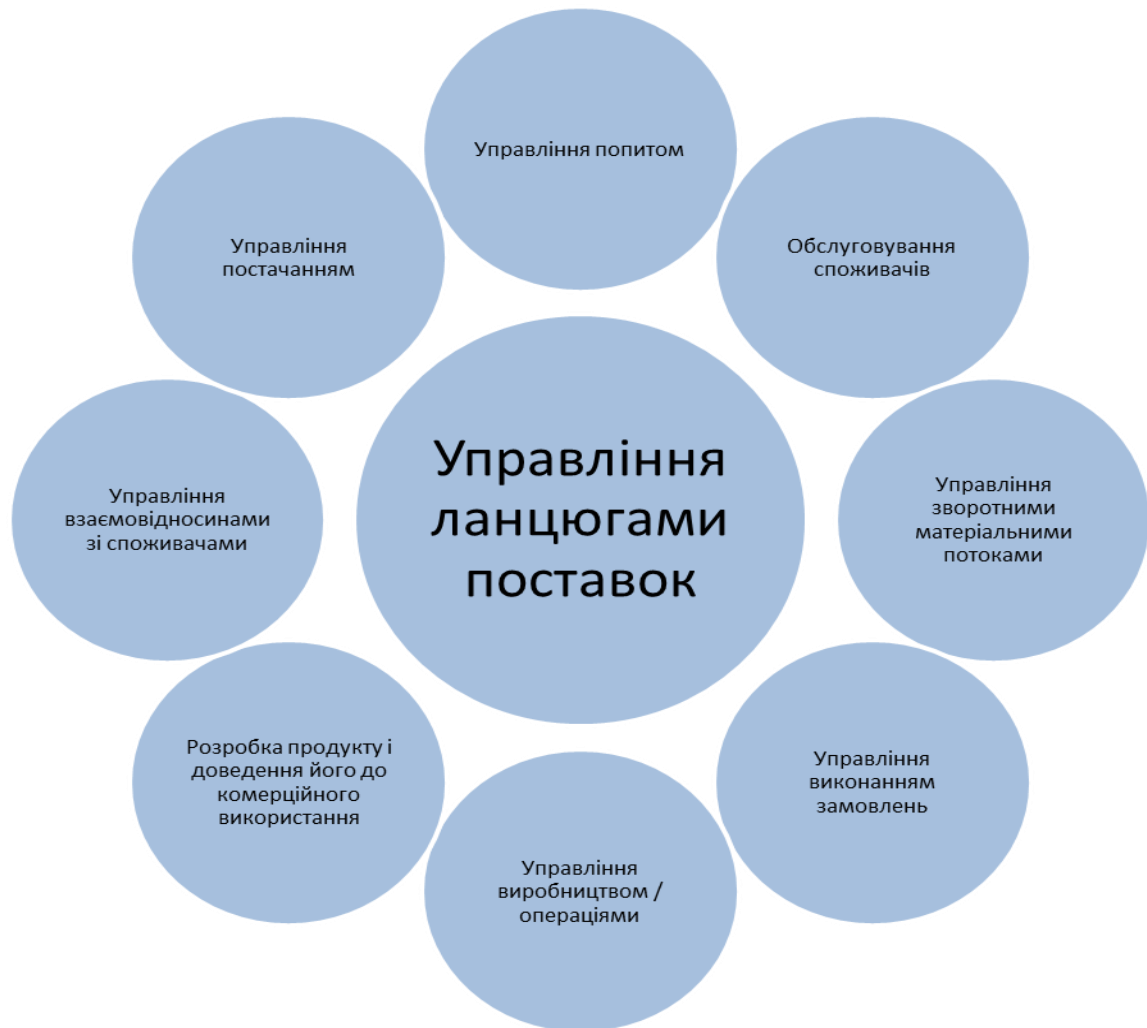 Управління попитом
Управління
постачанням
Обслуговування
споживачів
Управління
ланцюгами
поставок
Управління
взаємовідносинами
зі споживачами
Управління
зворотними
матеріальними
потоками
Розробка продукту і
доведення його до
комерційного
використання
Управління
виконанням
замовлень
Управління
виробництвом /
операціями